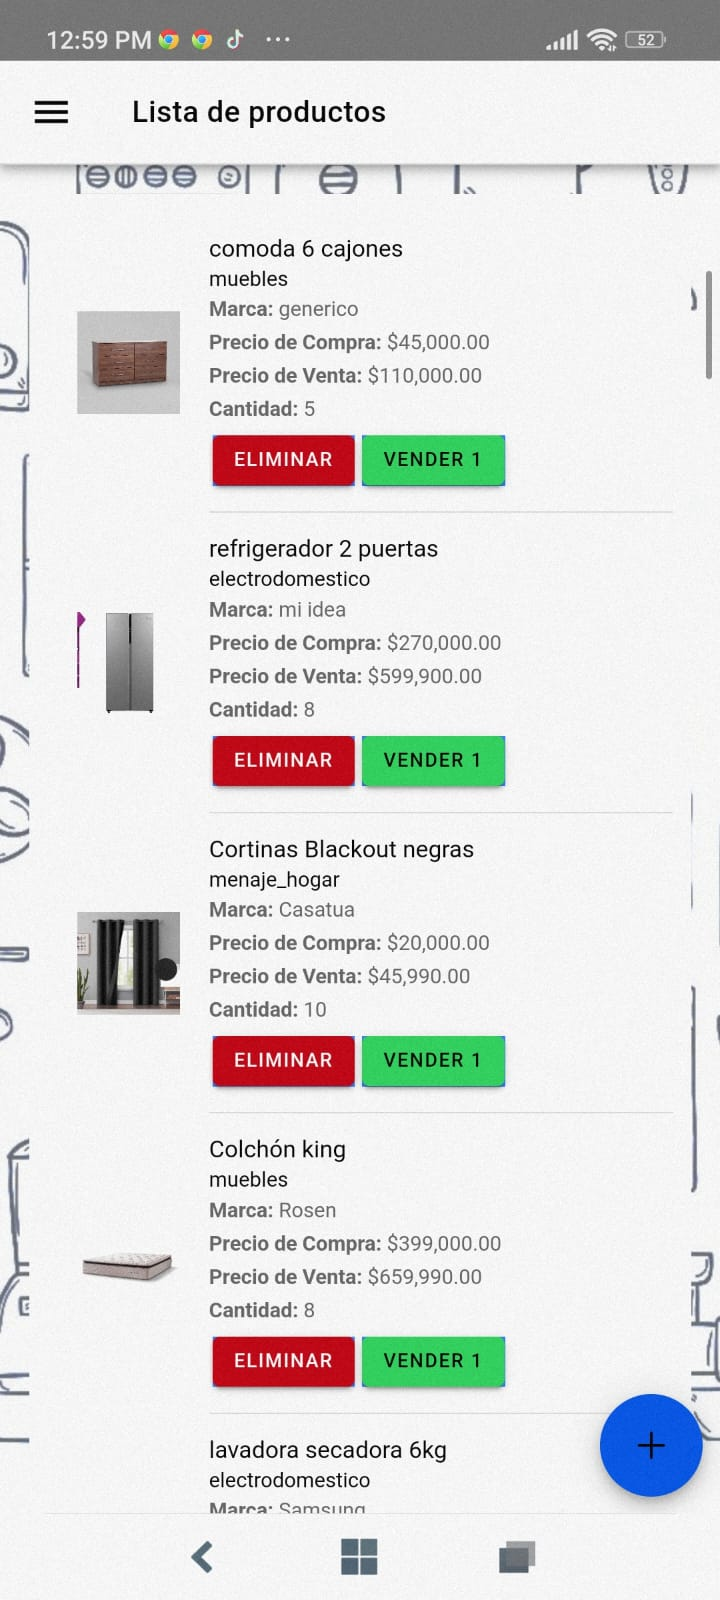 12:59 PM
52
Lista de productos
comoda 6 cajones
muebles
Marca: generico
Precio de Compra: $45,000.00
Precio de Venta: $110,000.00
Cantidad: 5
ELIMINAR VENDER 1
refrigerador 2 puertas
electrodomestico
Marca: mi idea
Precio de Compra: $270,000.00
Precio de Venta: $599,900.00
Cantidad: 8
ELIMINAR VENDER 1
Cortinas Blackout negras
menaje_hogar
Marca: Casatua
Precio de Compra: $20,000.00
Precio de Venta: $45,990.00
Cantidad: 10
ELIMINAR VENDER 1
Colchón king
muebles
Marca: Rosen
Precio de Compra: $399,000.00
Precio de Venta: $659,990.00
Cantidad: 8
ELIMINAR VENDER 1
lavadora secadora 6kg
electrodomestico
Marca: Samsung